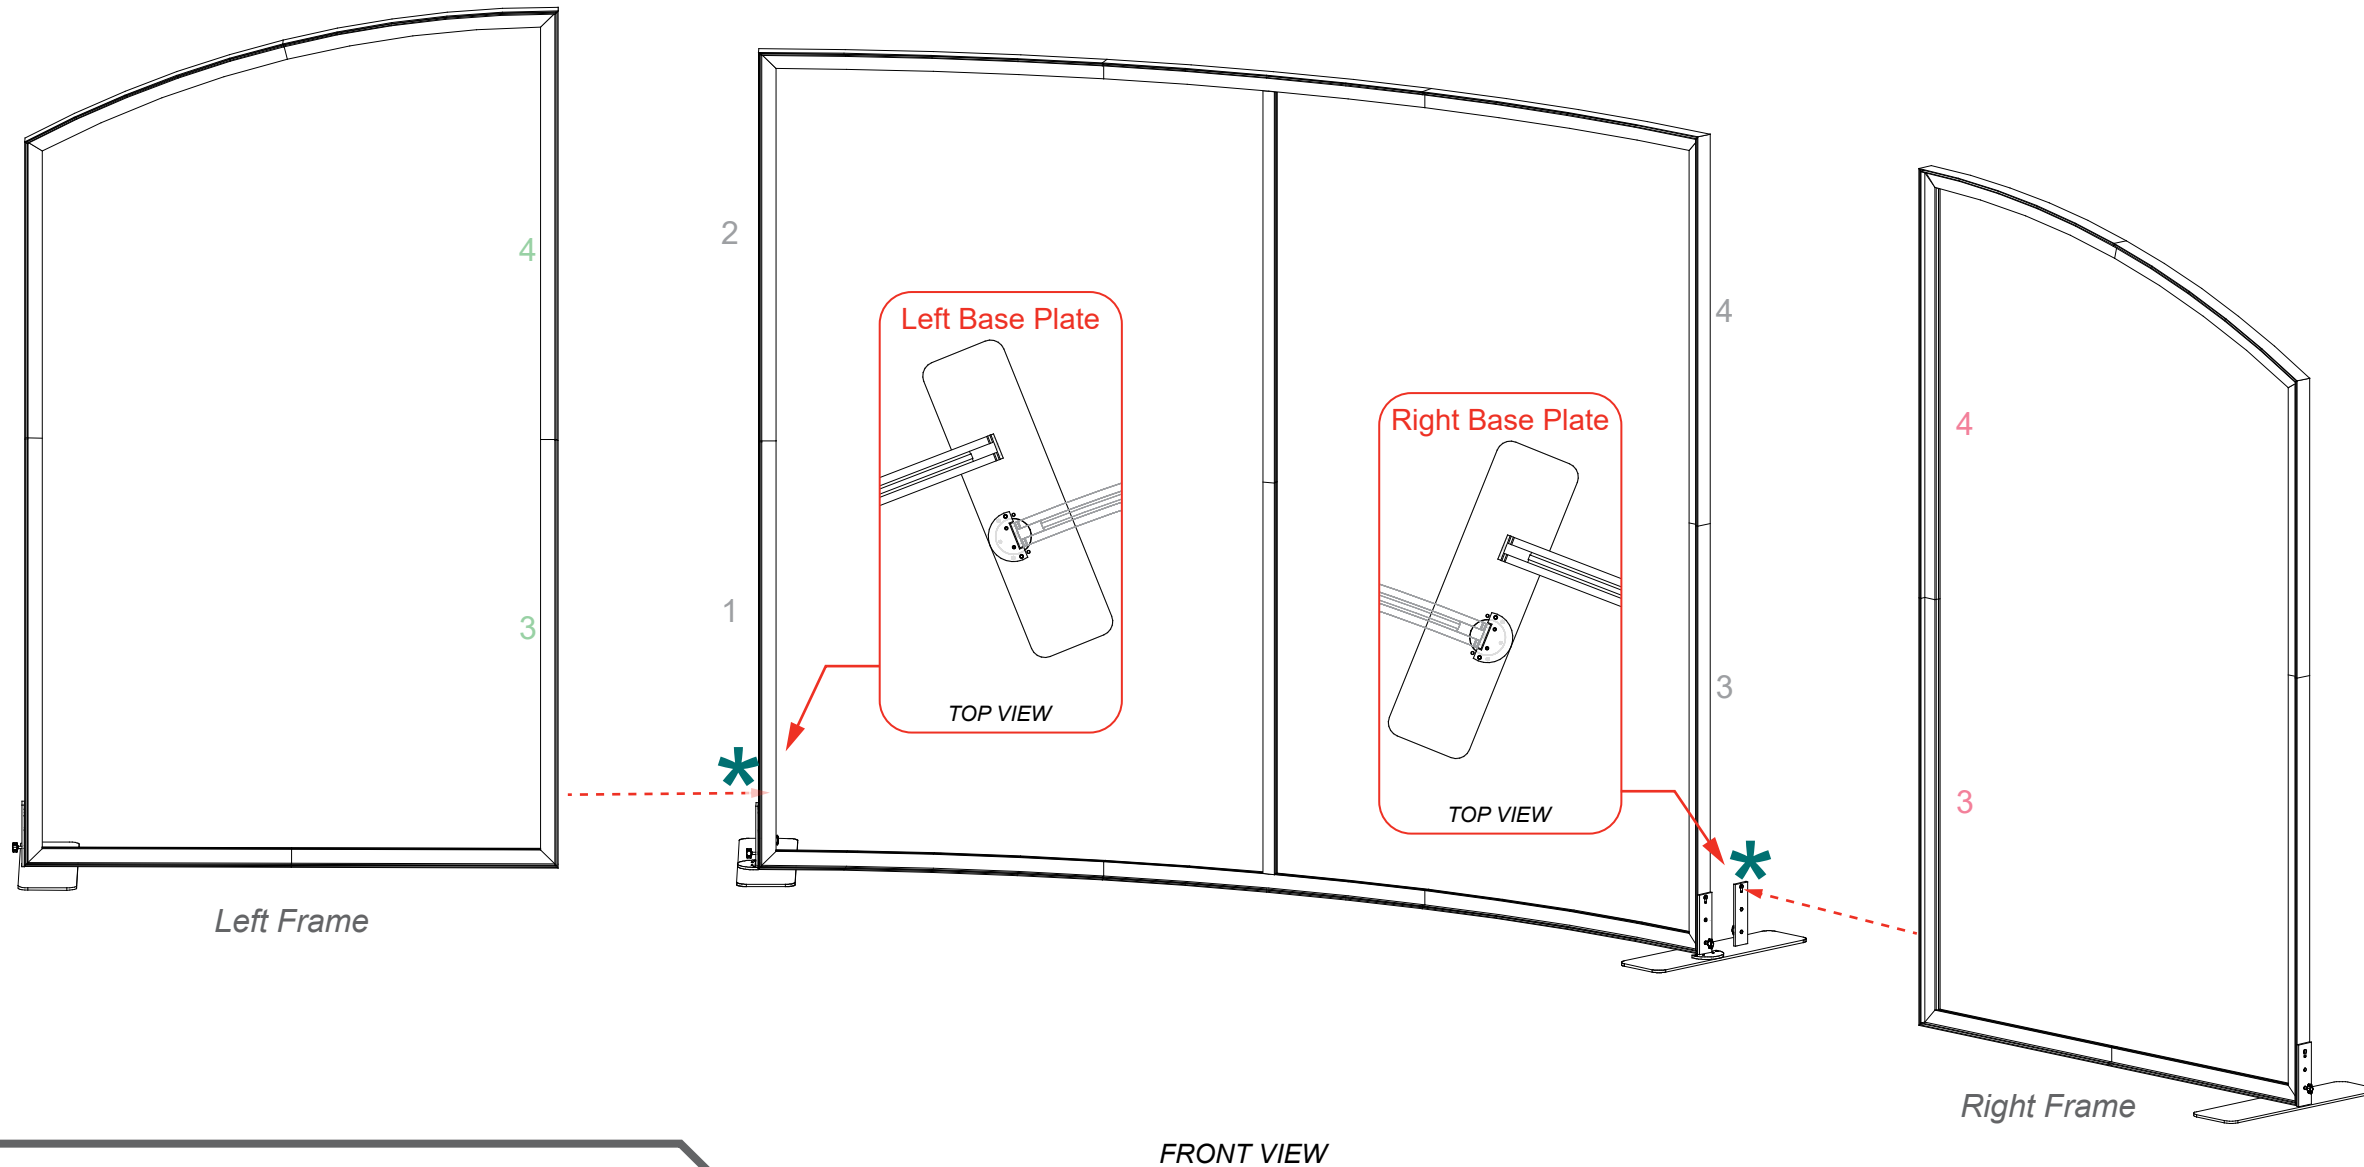 4
3
Left Frame
2
1
*
Left Base Plate
TOP VIEW
Right Base Plate
TOP VIEW
4
3
*
4
3
Right Frame
FRONT VIEW